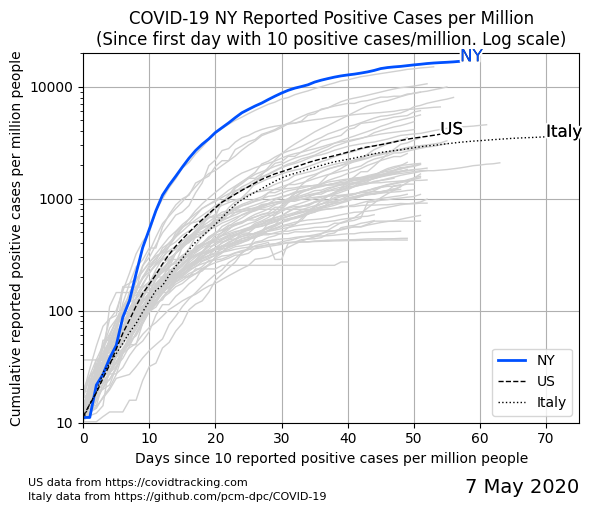 COVID-19 NY Reported Positive Cases per Million
(Since first day with 10 positive cases/million. Log scale)
Cumulative reported positive cases per million people
10000
1000
100
10
NY
US
Italy
NY
US
Italy
0 10 20 30 40 50 60 70
Days since 10 reported positive cases per million people
US data from https://covidtracking.com
Italy data from https://github.com/pcm-dpc/COVID-19
7 May 2020